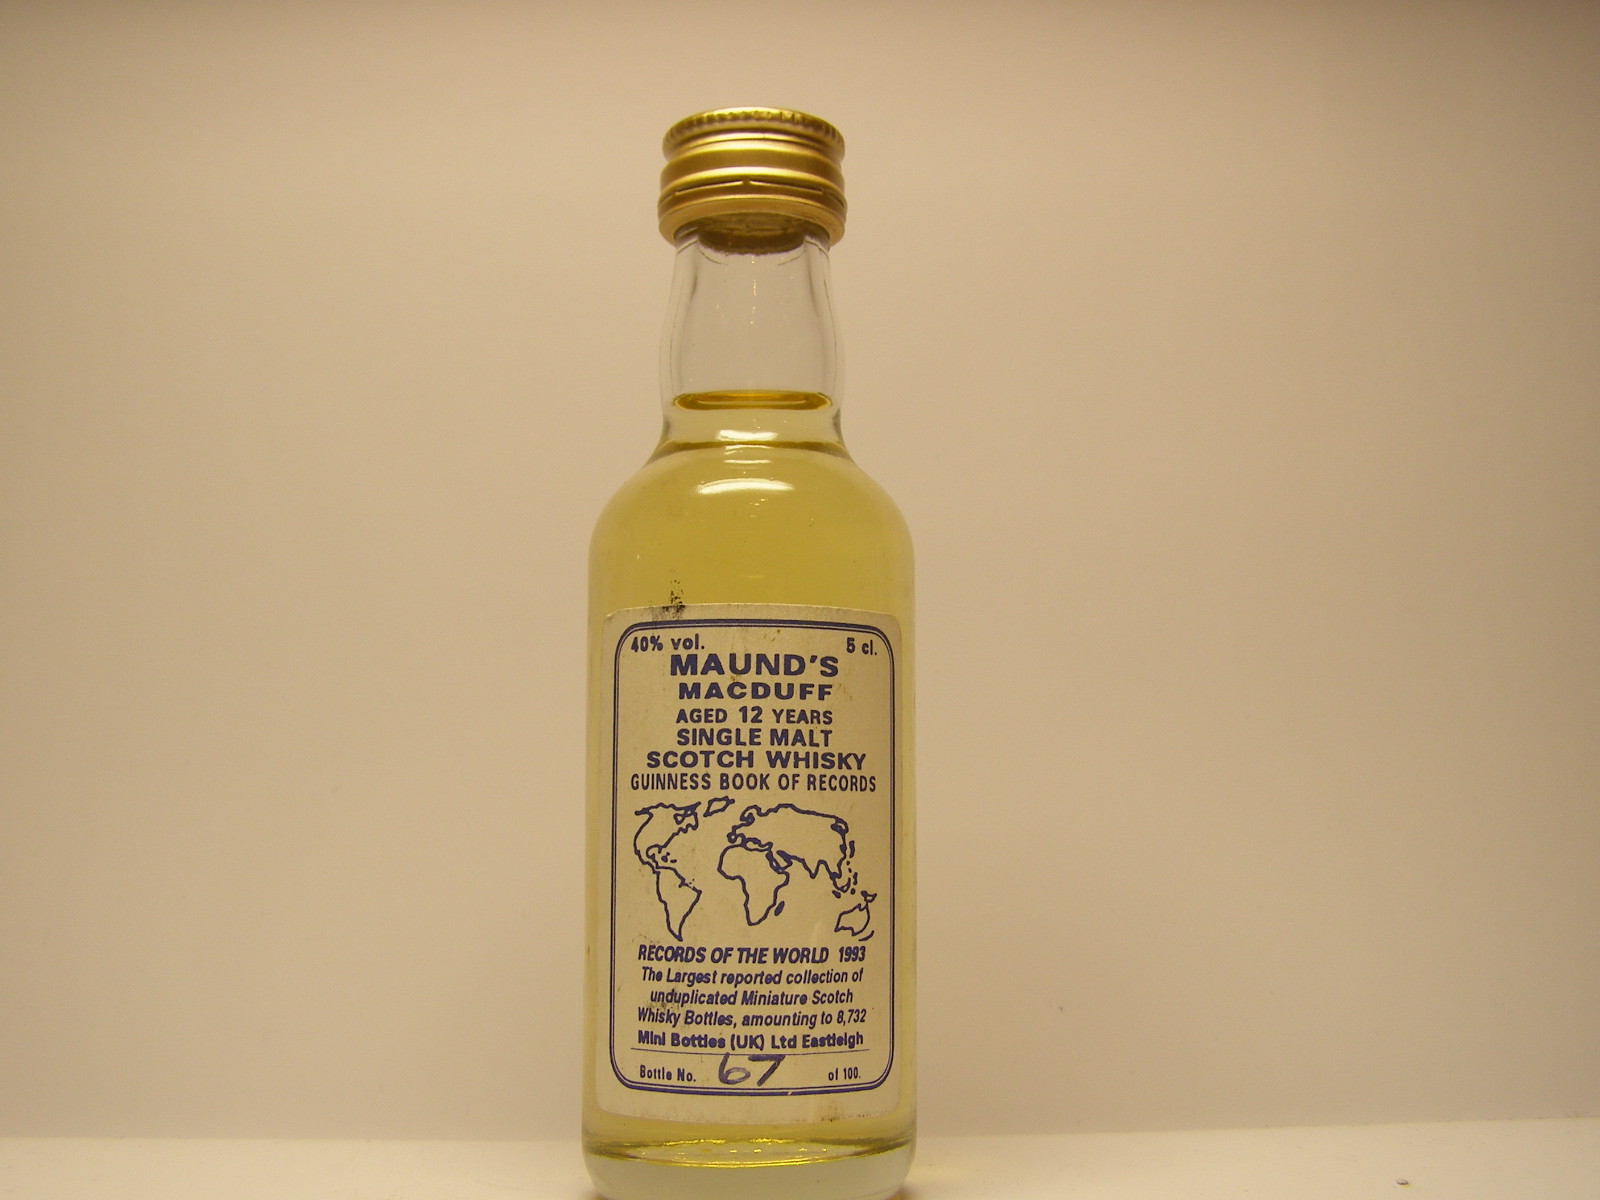 40% vol. 5 cl.
MAUND'S
MACDUFF
AGED 12 YEARS
SINGLE MALT
SCOTCH WHISKY
GUINNESS BOOK OF RECORDS
RECORDS OF THE WORLD 1993
The Largest reported collection of
unduplicated Miniature Scotch
Whisky Bottles, amounting to 8,732
Mini Bottles (UK) Ltd Eastleigh
Bottle No. 67 of 100.